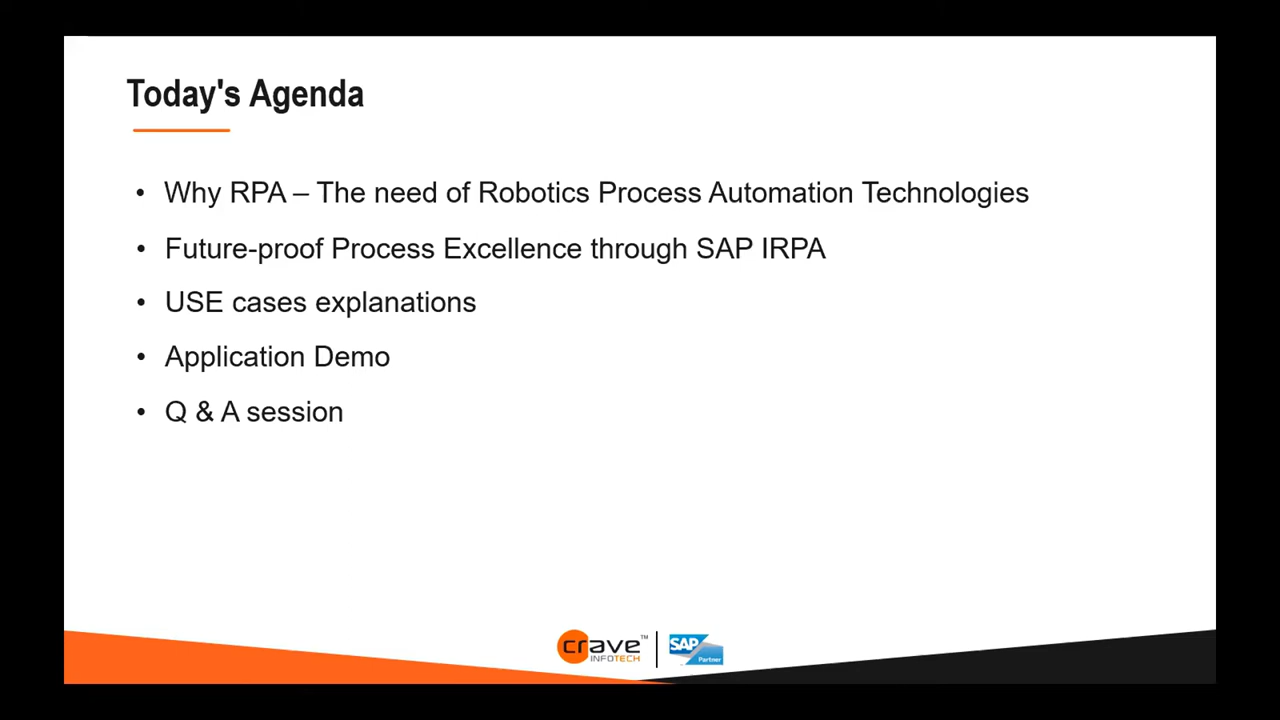 Today's Agenda
• Why RPA – The need of Robotics Process Automation Technologies
• Future-proof Process Excellence through SAP IRPA
• USE cases explanations
• Application Demo
• Q & A session
crave™
INFOTECH
SAP
Partner